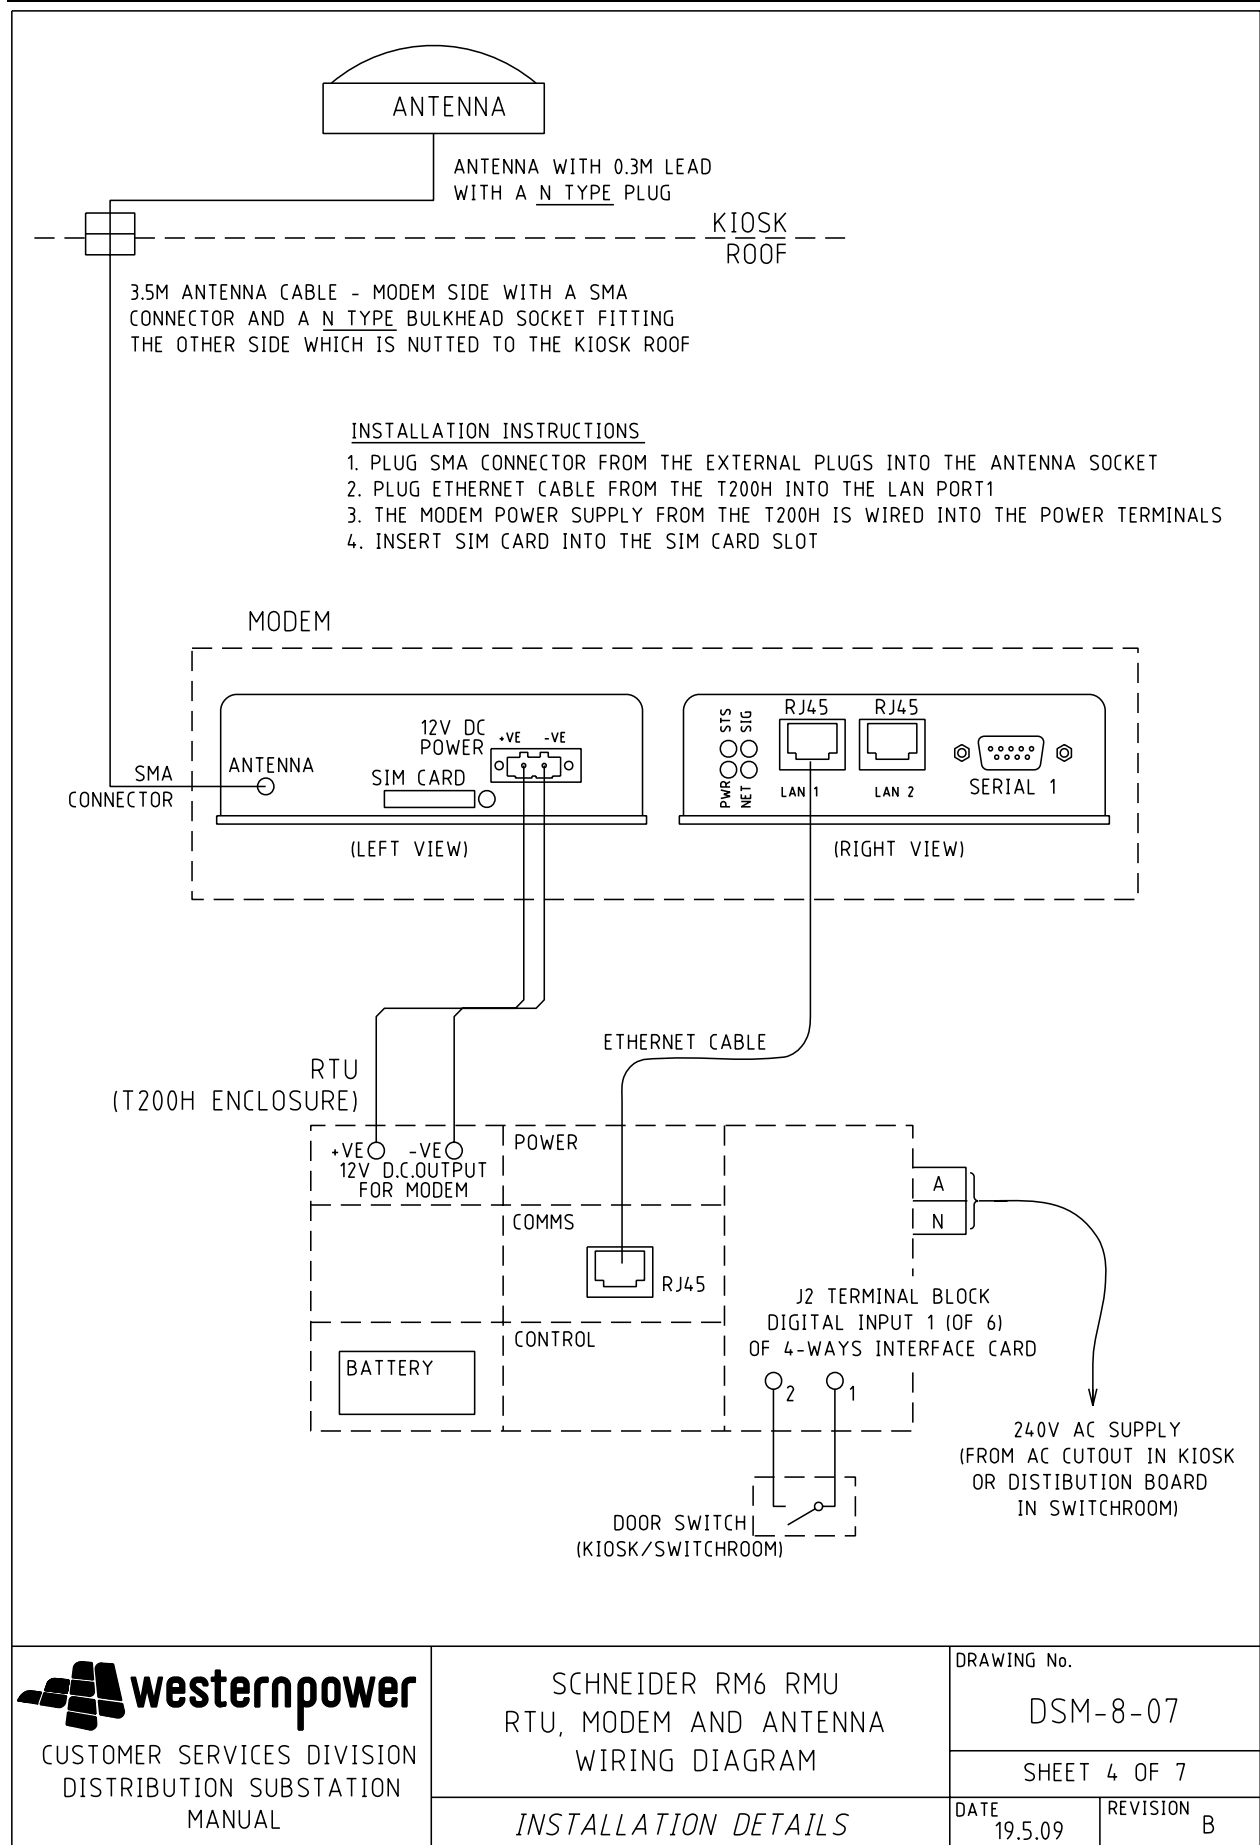 ANTENNA
ANTENNA WITH 0.3M LEAD
WITH A N TYPE PLUG
KIOSK
ROOF
3.5M ANTENNA CABLE - MODEM SIDE WITH A SMA
CONNECTOR AND A N TYPE BULKHEAD SOCKET FITTING
THE OTHER SIDE WHICH IS NUTTED TO THE KIOSK ROOF
INSTALLATION INSTRUCTIONS
1. PLUG SMA CONNECTOR FROM THE EXTERNAL PLUGS INTO THE ANTENNA SOCKET
2. PLUG ETHERNET CABLE FROM THE T200H INTO THE LAN PORT1
3. THE MODEM POWER SUPPLY FROM THE T200H IS WIRED INTO THE POWER TERMINALS
4. INSERT SIM CARD INTO THE SIM CARD SLOT
MODEM
SMA
CONNECTOR
ANTENNA
12V DC
POWER
+VE -VE
SIM CARD
(LEFT VIEW)
STS SIG
PWR NET
RJ45 RJ45
LAN 1 LAN 2
SERIAL 1
(RIGHT VIEW)
ETHERNET CABLE
RTU
(T200H ENCLOSURE)
+VE -VE
12V D.C.OUTPUT
FOR MODEM
POWER
COMMS
RJ45
CONTROL
BATTERY
A
N
J2 TERMINAL BLOCK
DIGITAL INPUT 1 (OF 6)
OF 4-WAYS INTERFACE CARD
2 1
240V AC SUPPLY
(FROM AC CUTOUT IN KIOSK
OR DISTIBUTION BOARD
IN SWITCHROOM)
DOOR SWITCH
(KIOSK/SWITCHROOM)
westernpower
CUSTOMER SERVICES DIVISION
DISTRIBUTION SUBSTATION
MANUAL
SCHNEIDER RM6 RMU
RTU, MODEM AND ANTENNA
WIRING DIAGRAM
INSTALLATION DETAILS
DRAWING No.
DSM-8-07
SHEET 4 OF 7
DATE
19.5.09
REVISION
B